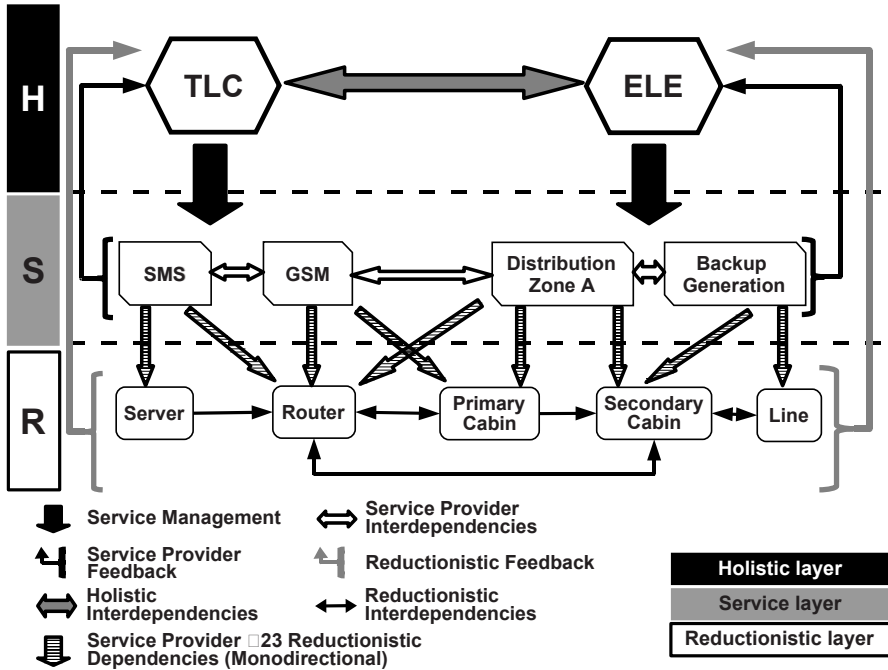 H
TLC
ELE
S
SMS
GSM
Distribution
Zone A
Backup
Generation
R
Server
Router
Primary
Cabin
Secondary
Cabin
Line
Service Management
Service Provider
Interdependencies
Service Provider
Feedback
Reductionistic Feedback
Holistic
Interdependencies
Reductionistic
Interdependencies
Service Provider □23 Reductionistic
Dependencies (Monodirectional)
Holistic layer
Service layer
Reductionistic layer